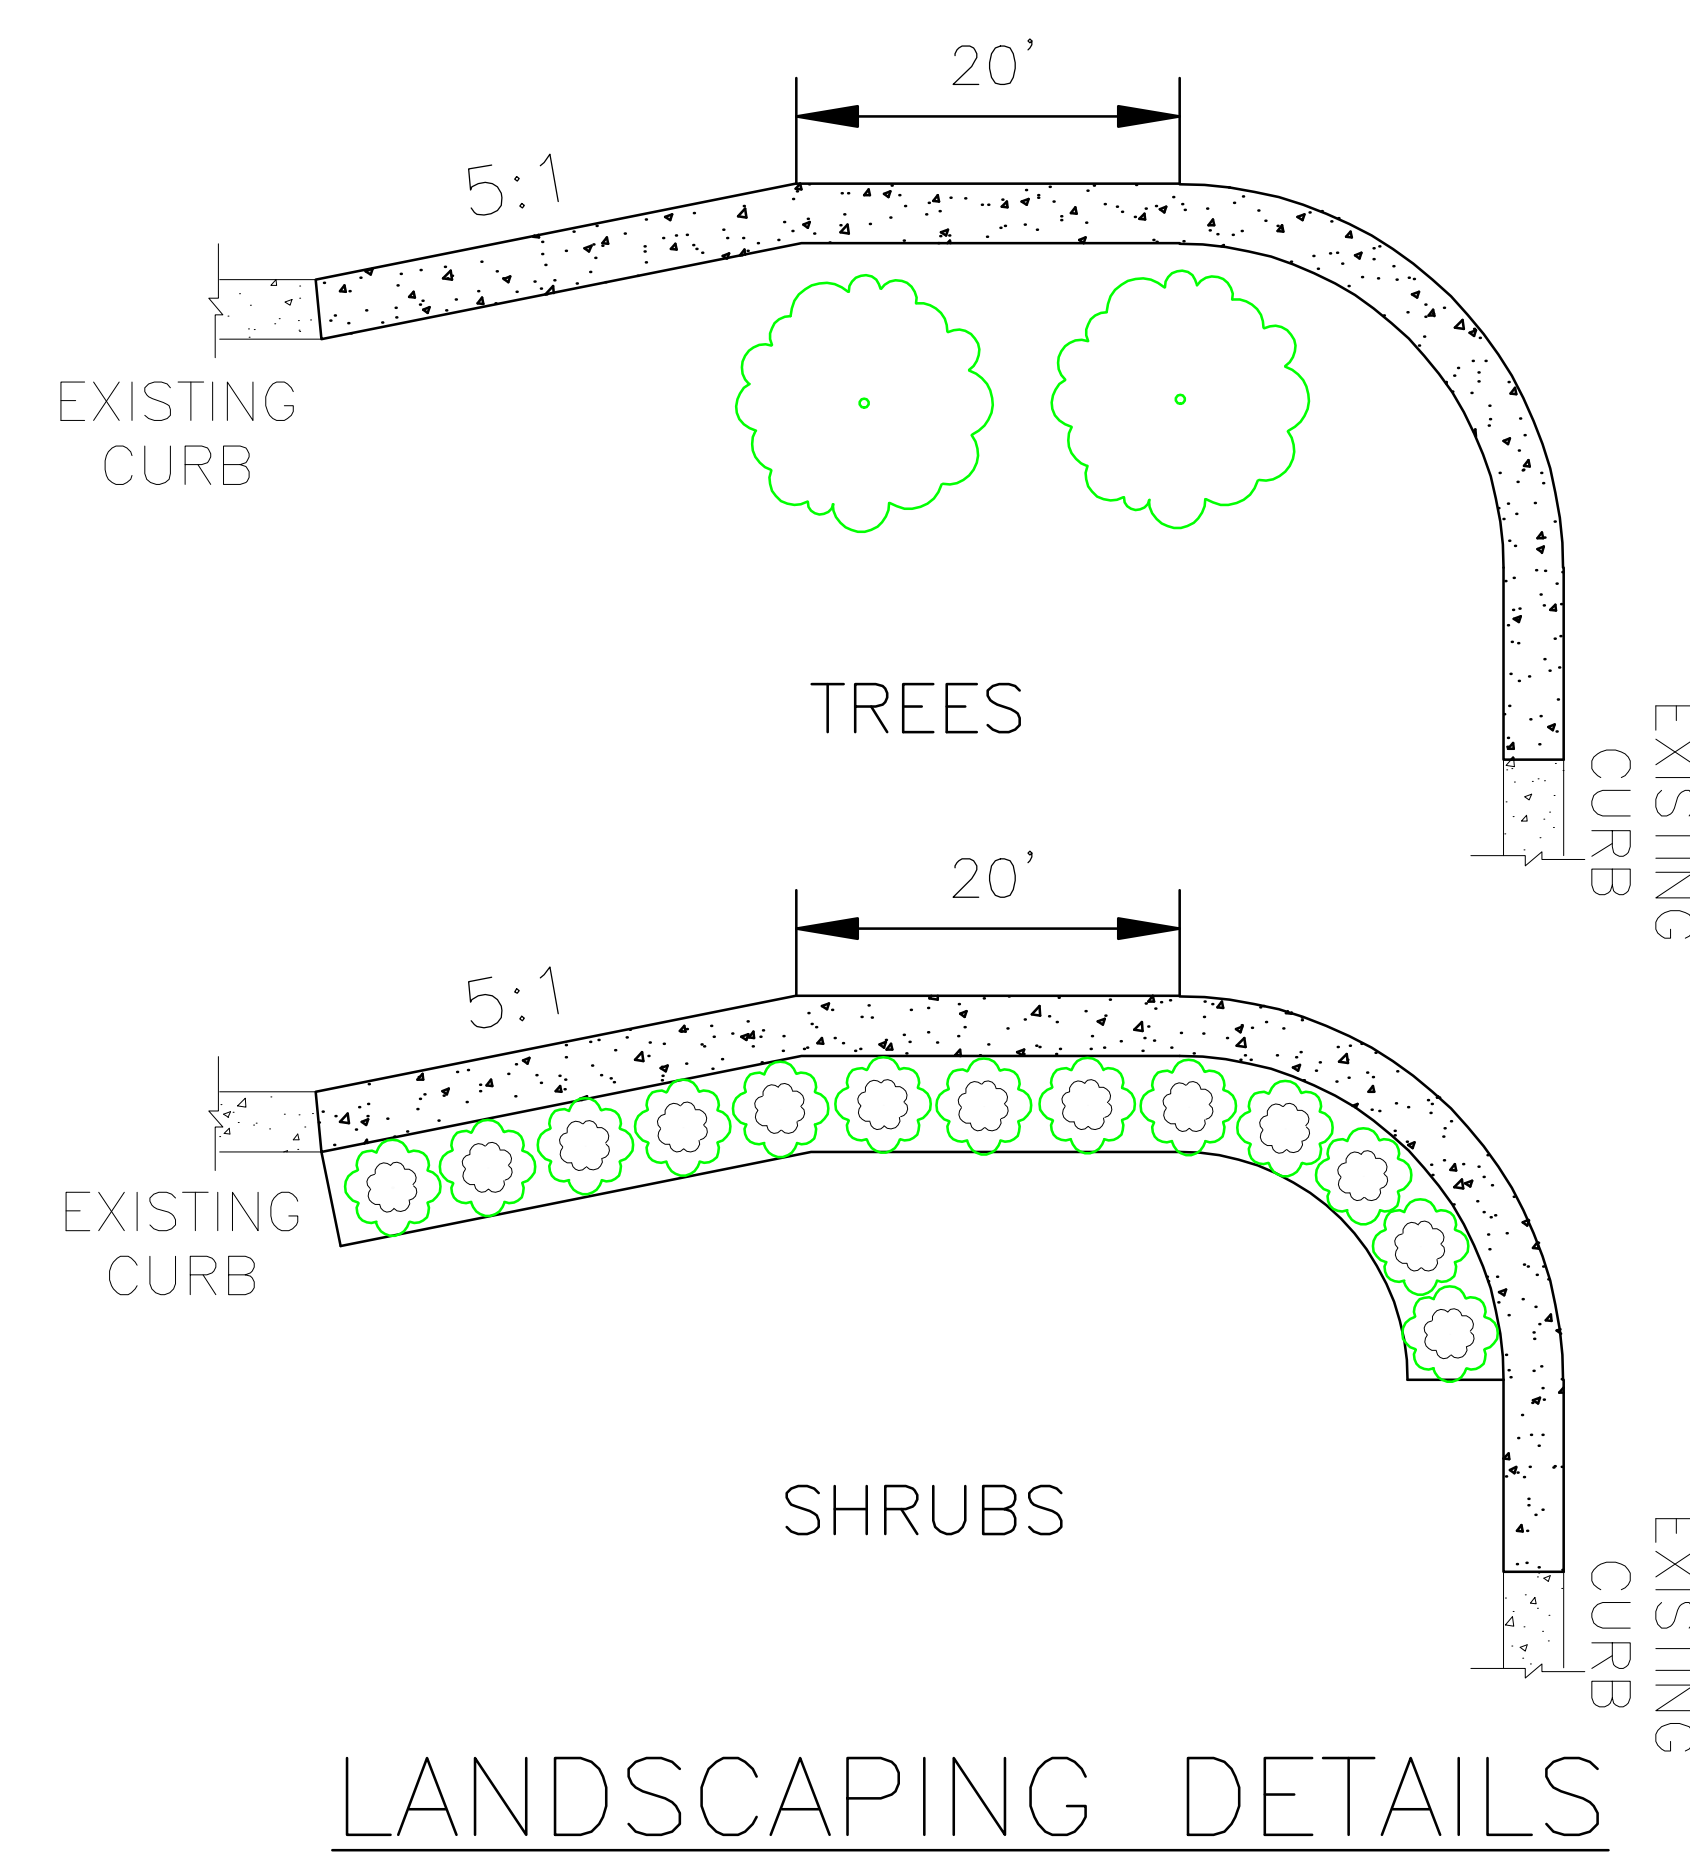 20'
5:1
EXISTING
CURB
TREES
EXISTING
CURB
20'
5:1
EXISTING
CURB
SHRUBS
EXISTING
CURB
LANDSCAPING DETAILS